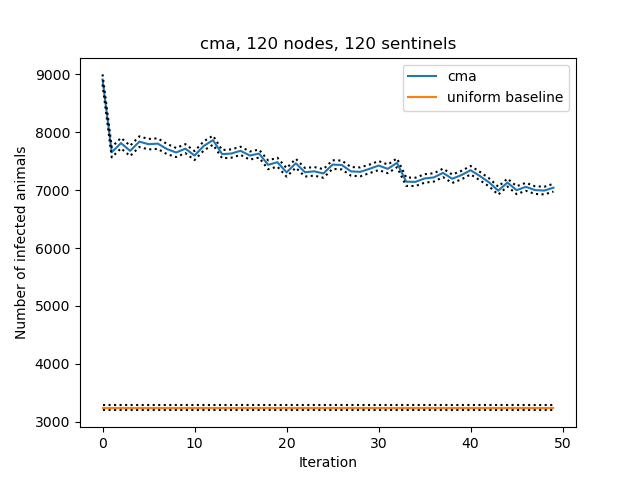 cma, 120 nodes, 120 sentinels
cma
uniform baseline
9000
8000
7000
6000
5000
4000
3000
Number of infected animals
0 10 20 30 40 50
Iteration